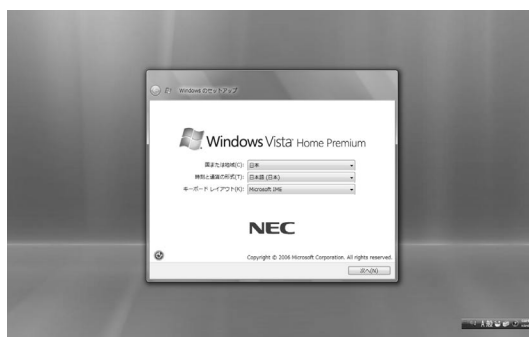 Windows のセットアップ
Windows Vista Home Premium
国または地域(C): 日本
時刻と通貨の形式(T): 日本語 (日本)
キーボード レイアウト(K): Microsoft IME
NEC
Copyright © 2006 Microsoft Corporation. All rights reserved.
次へ(N)
A 般